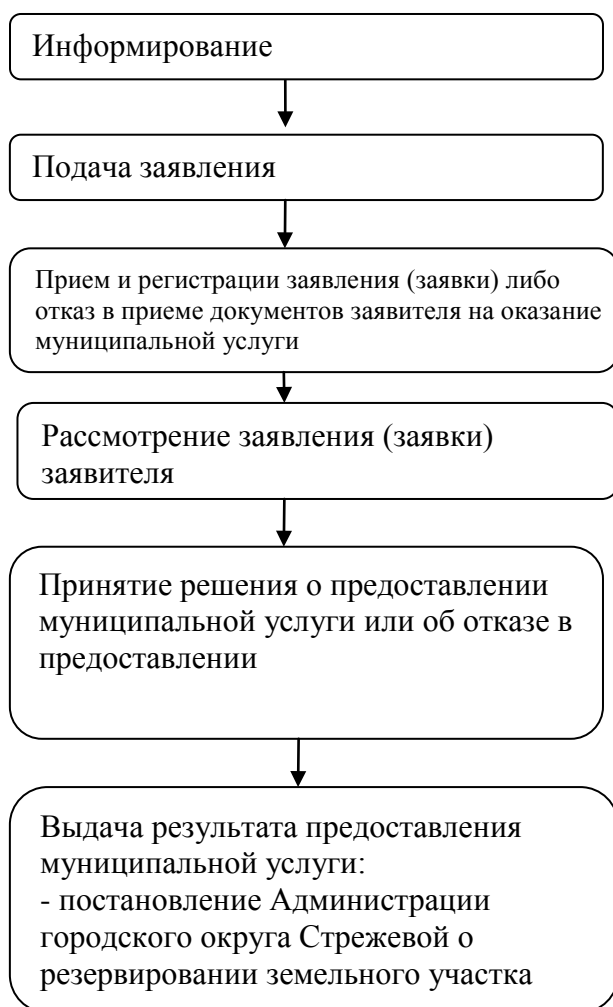 Информирование
Подача заявления
Прием и регистрации заявления (заявки) либо
отказ в приеме документов заявителя на оказание
муниципальной услуги
Рассмотрение заявления (заявки)
заявителя
Принятие решения о предоставлении
муниципальной услуги или об отказе в
предоставлении
Выдача результата предоставления
муниципальной услуги:
- постановление Администрации
городского округа Стрежевой о
резервировании земельного участка